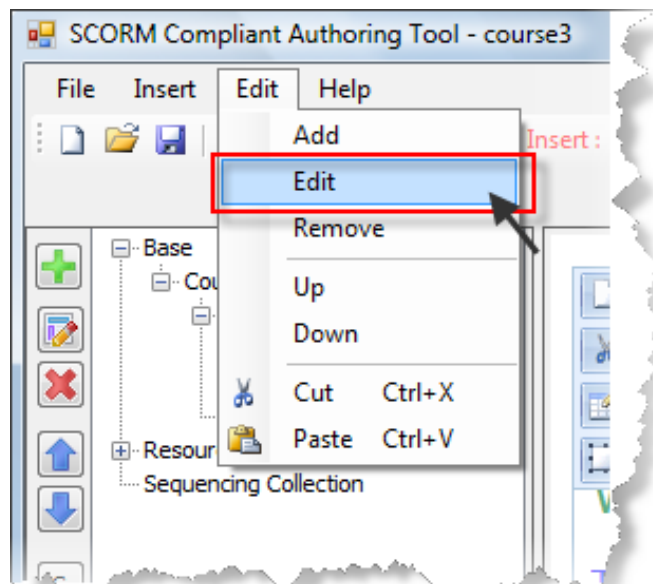 SCORM Compliant Authoring Tool - course3
File Insert Edit Help
Insert :
Add
Edit
Remove
Up
Down
Cut Ctrl+X
Paste Ctrl+V
Base
Resour
Sequencing Collection